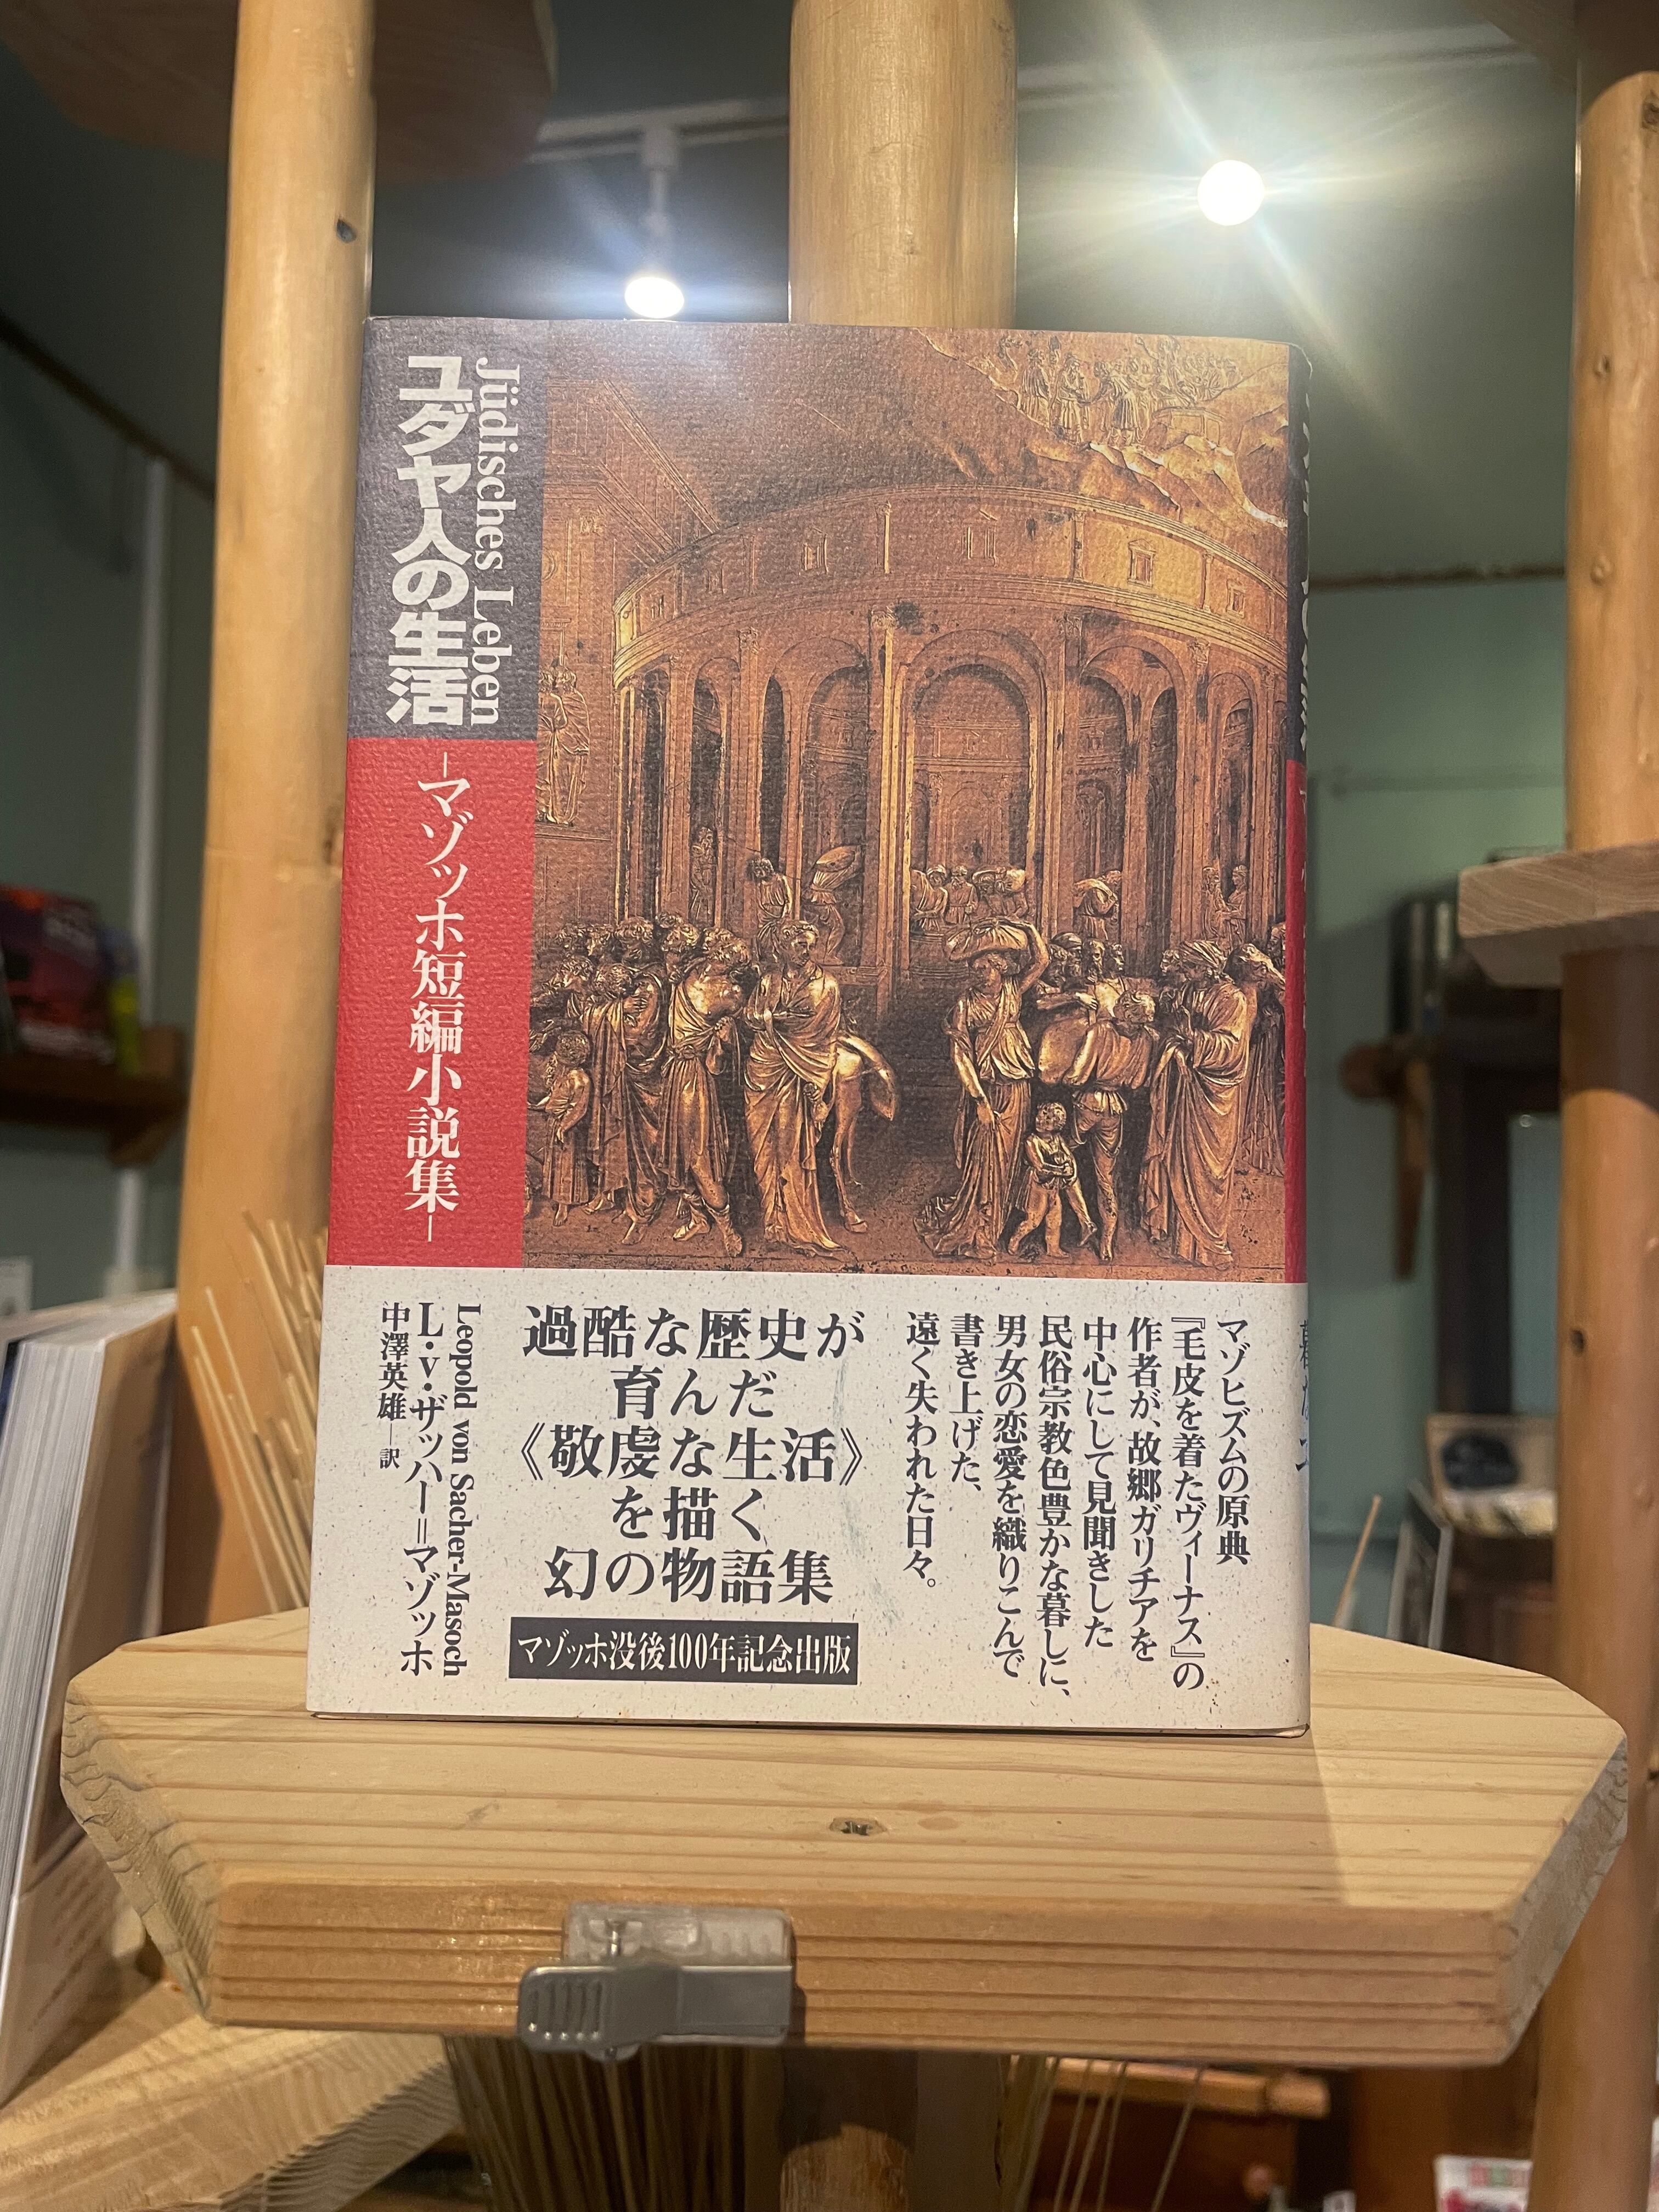 Jüdisches Leben
ユダヤ人の生活
―マゾッホ短編小説集―
マゾヒズムの原典
『毛皮を着たヴィーナス』の
作者が、故郷ガリチアを
中心にして見聞きした
民俗宗教色豊かな暮しに、
男女の恋愛を織りこんで
書き上げた、
遠く失われた日々。
過酷な歴史が
育んだ
《敬虔な生活》
を描く
幻の物語集
マゾッホ没後100年記念出版
Leopold von Sacher-Masoch
L・v・ザッハー＝マゾッホ
中澤英雄―訳